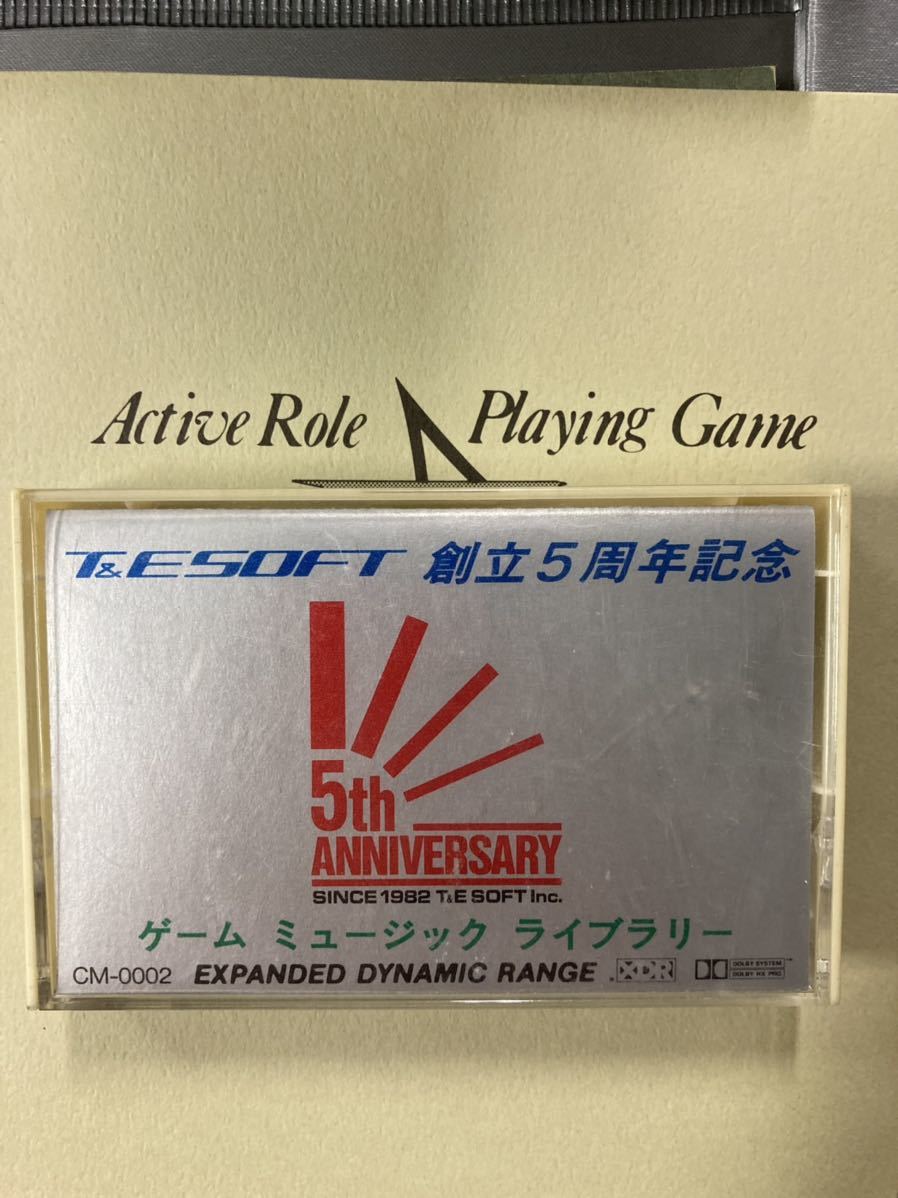 Active Role Playing Game
T&E SOFT 創立5周年記念
5th
ANNIVERSARY
SINCE 1982 T&E SOFT Inc.
ゲーム ミュージック ライブラリー
CM-0002 EXPANDED DYNAMIC RANGE .XDR DOLBY SYSTEM™
DOLBY HX PRO